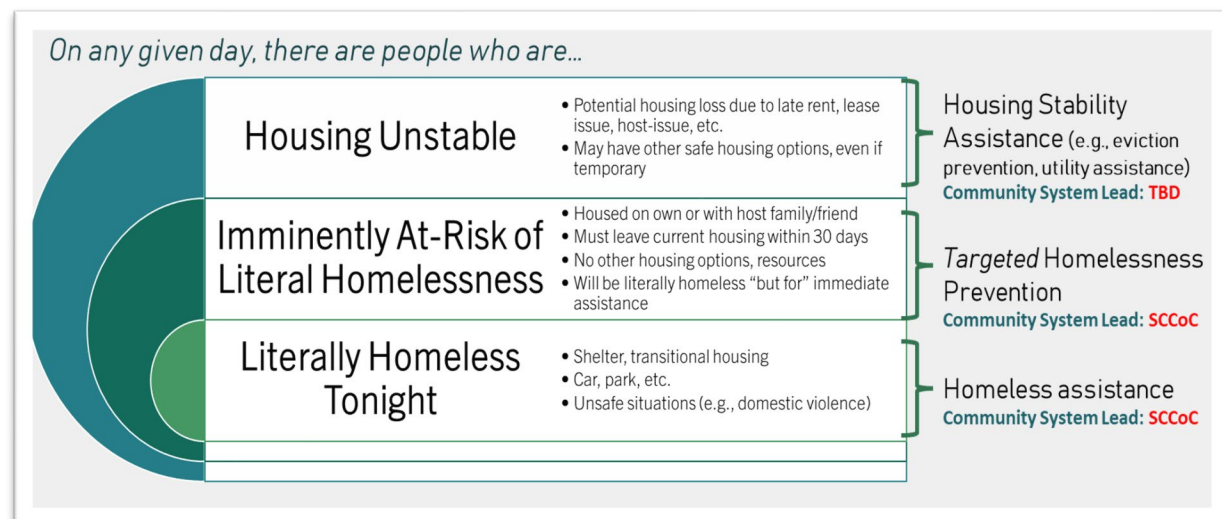 On any given day, there are people who are...
Housing Unstable
• Potential housing loss due to late rent, lease
issue, host-issue, etc.
• May have other safe housing options, even if
temporary
Housing Stability
Assistance (e.g., eviction
prevention, utility assistance)
Community System Lead: TBD
Imminently At-Risk of
Literal Homelessness
• Housed on own or with host family/friend
• Must leave current housing within 30 days
• No other housing options, resources
• Will be literally homeless “but for” immediate
assistance
Targeted Homelessness
Prevention
Community System Lead: SCCoC
Literally Homeless
Tonight
• Shelter, transitional housing
• Car, park, etc.
• Unsafe situations (e.g., domestic violence)
Homeless assistance
Community System Lead: SCCoC